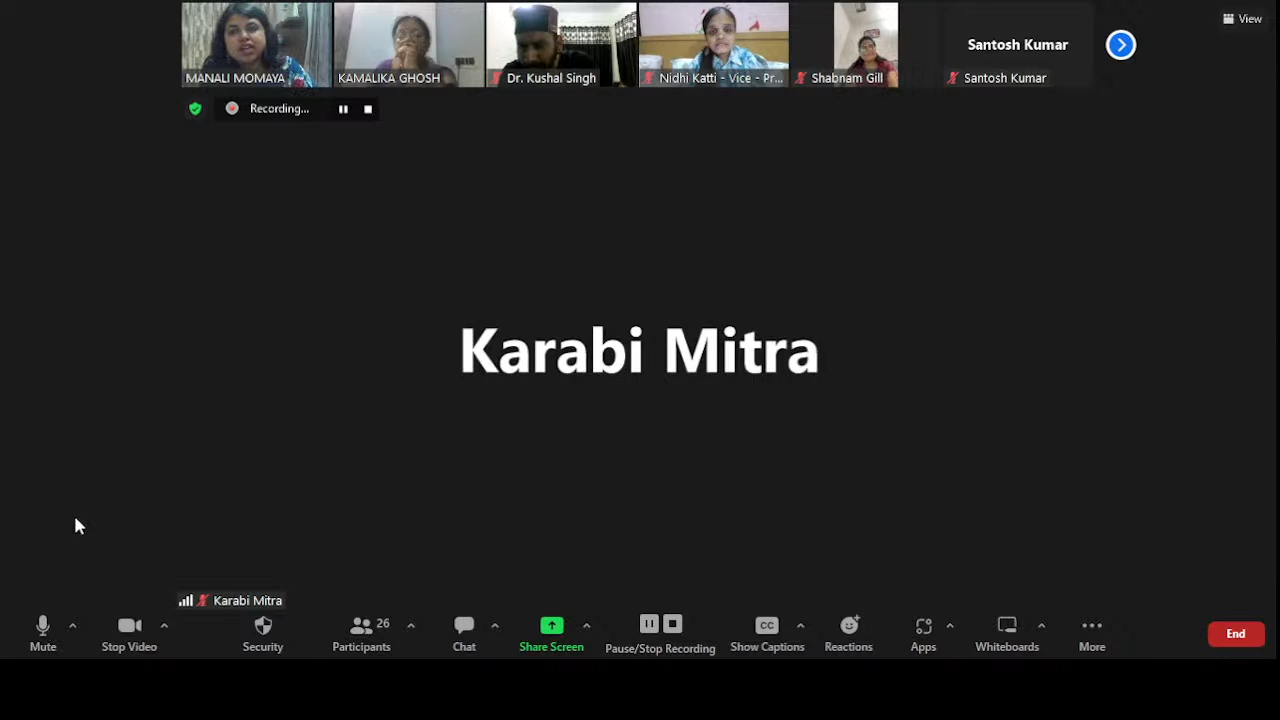 Santosh Kumar
View
MANALI MOMAYA
KAMALIKA GHOSH
Dr. Kushal Singh
Nidhi Katti - Vice - Pr...
Shabnam Gill
Santosh Kumar
Recording...
Karabi Mitra
Karabi Mitra
26
CC
Mute
Stop Video
Security
Participants
Chat
Share Screen
Pause/Stop Recording
Show Captions
Reactions
Apps
Whiteboards
More
End